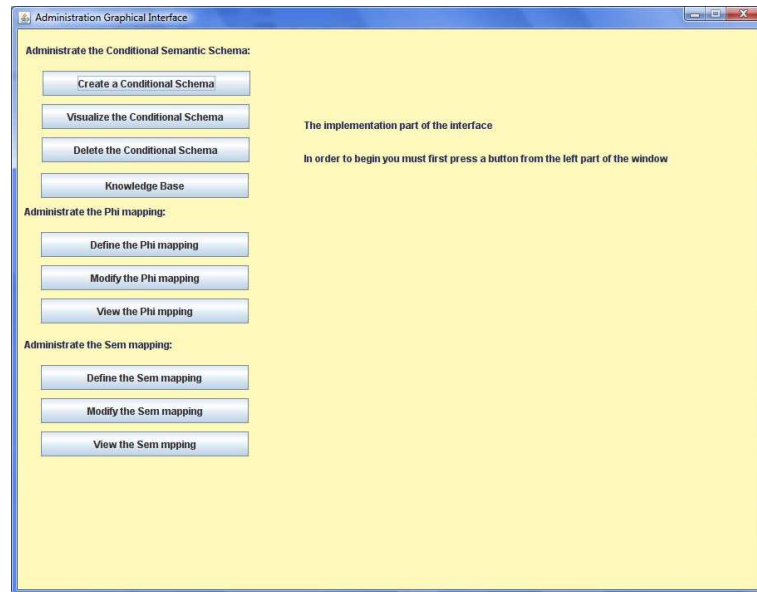 Administration Graphical Interface
Administrate the Conditional Semantic Schema:
Create a Conditional Schema
Visualize the Conditional Schema
Delete the Conditional Schema
Knowledge Base
The implementation part of the interface
In order to begin you must first press a button from the left part of the window
Administrate the Phi mapping:
Define the Phi mapping
Modify the Phi mapping
View the Phi mpping
Administrate the Sem mapping:
Define the Sem mapping
Modify the Sem mapping
View the Sem mpping